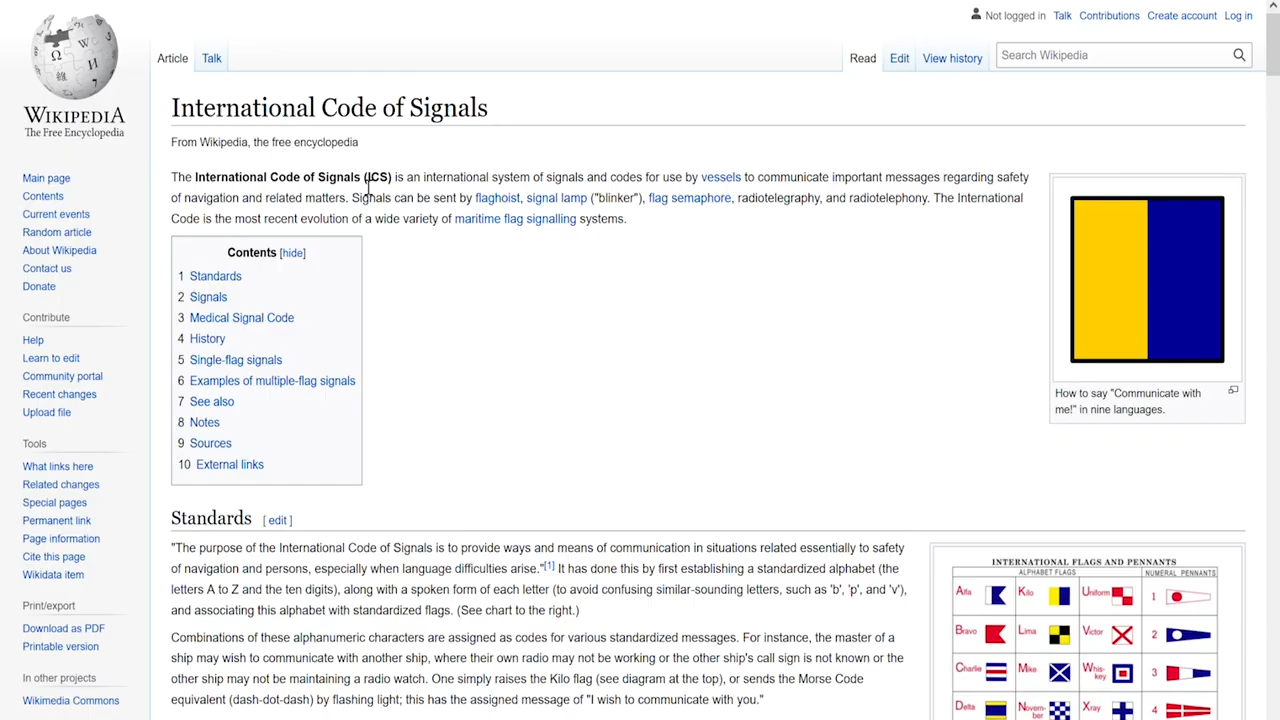 Not logged in Talk Contributions Create account Log in
Article Talk Read Edit View history Search Wikipedia
WIKIPEDIA
The Free Encyclopedia
Main page
Contents
Current events
Random article
About Wikipedia
Contact us
Donate
Contribute
Help
Learn to edit
Community portal
Recent changes
Upload file
Tools
What links here
Related changes
Special pages
Permanent link
Page information
Cite this page
Wikidata item
Print/export
Download as PDF
Printable version
In other projects
Wikimedia Commons
International Code of Signals
From Wikipedia, the free encyclopedia
The International Code of Signals (ICS) is an international system of signals and codes for use by vessels to communicate important messages regarding safety
of navigation and related matters. Signals can be sent by flaghoist, signal lamp ("blinker"), flag semaphore, radiotelegraphy, and radiotelephony. The International
Code is the most recent evolution of a wide variety of maritime flag signalling systems.
Contents [hide]
1 Standards
2 Signals
3 Medical Signal Code
4 History
5 Single-flag signals
6 Examples of multiple-flag signals
7 See also
8 Notes
9 Sources
10 External links
How to say "Communicate with
me!" in nine languages.
Standards [ edit ]
"The purpose of the International Code of Signals is to provide ways and means of communication in situations related essentially to safety
of navigation and persons, especially when language difficulties arise."[1] It has done this by first establishing a standardized alphabet (the
letters A to Z and the ten digits), along with a spoken form of each letter (to avoid confusing similar-sounding letters, such as 'b', 'p', and 'v'),
and associating this alphabet with standardized flags. (See chart to the right.)
Combinations of these alphanumeric characters are assigned as codes for various standardized messages. For instance, the master of a
ship may wish to communicate with another ship, where their own radio may not be working or the other ship's call sign is not known or the
other ship may not be maintaining a radio watch. One simply raises the Kilo flag (see diagram at the top), or sends the Morse Code
equivalent (dash-dot-dash) by flashing light; this has the assigned message of "I wish to communicate with you."
INTERNATIONAL FLAGS AND PENNANTS
ALPHABET FLAGS NUMERAL PENNANTS
Alfa Kilo Uniform 1
Bravo Lima Victor 2
Charlie Mike Whis-
key 3
Delta Novem-
ber Xray 4